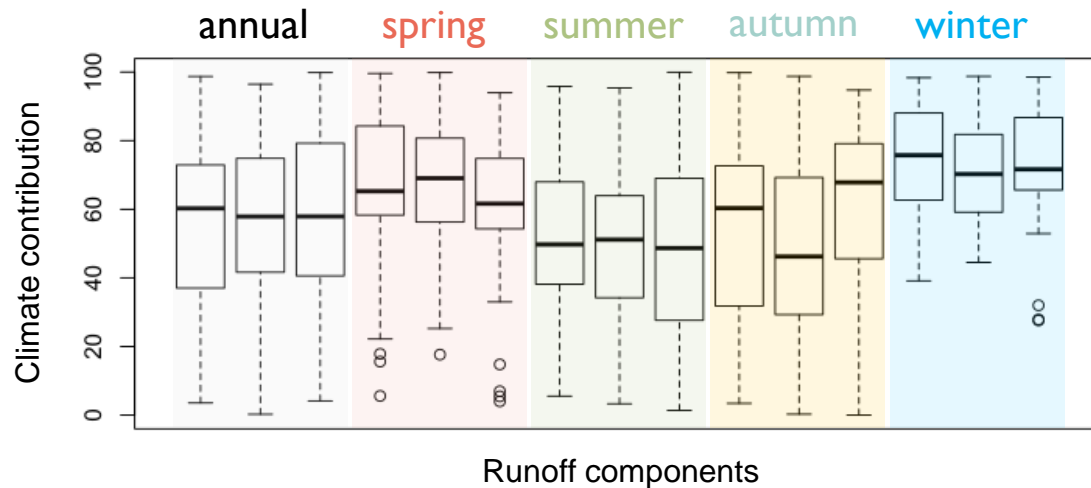 annual spring summer autumn winter
Climate contribution
100
80
60
40
20
0
Runoff components